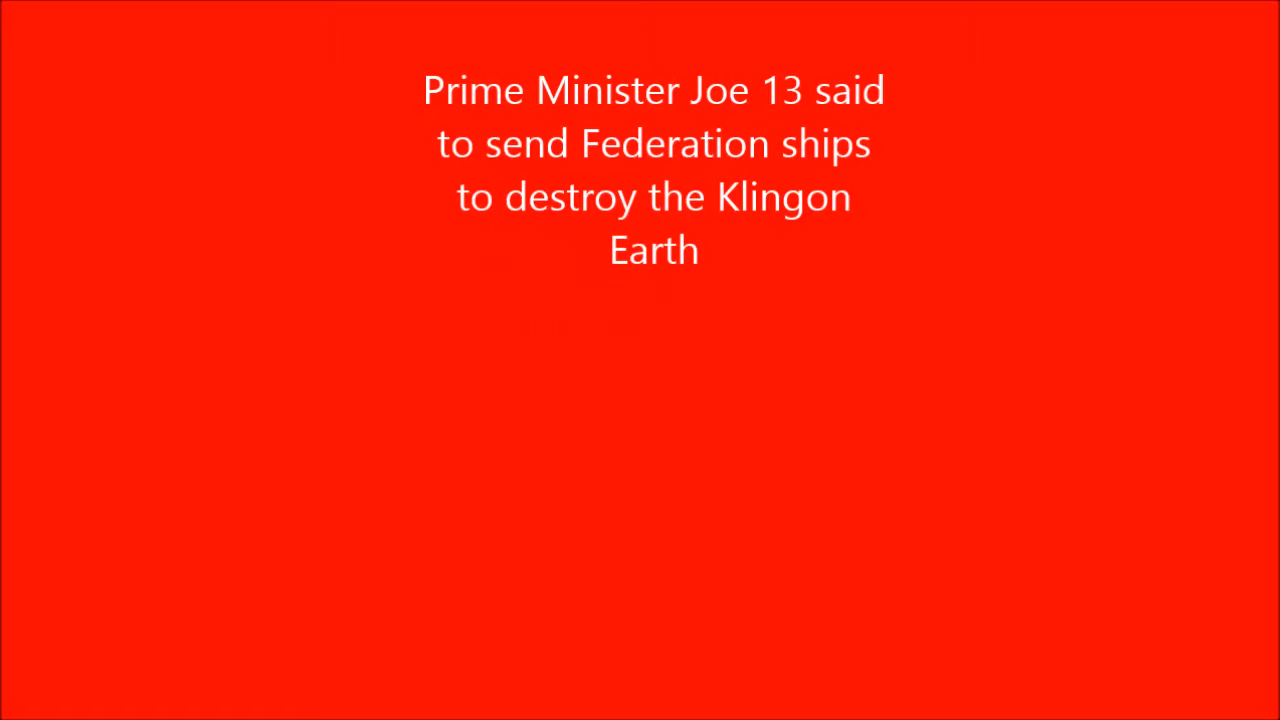 Prime Minister Joe 13 said
to send Federation ships
to destroy the Klingon
Earth